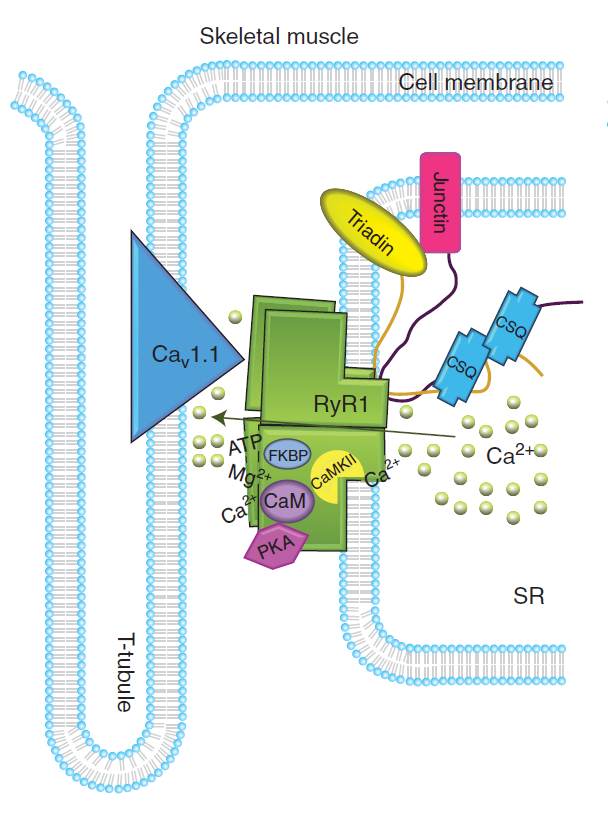 Skeletal muscle
Cell membrane
Junctin
Triadin
CSQ
CSQ
Cav1.1
RyR1
ATP
FKBP
CaMKII
Ca2+
Ca2+
Mg2+
Ca2+
CaM
PKA
SR
T-tubule